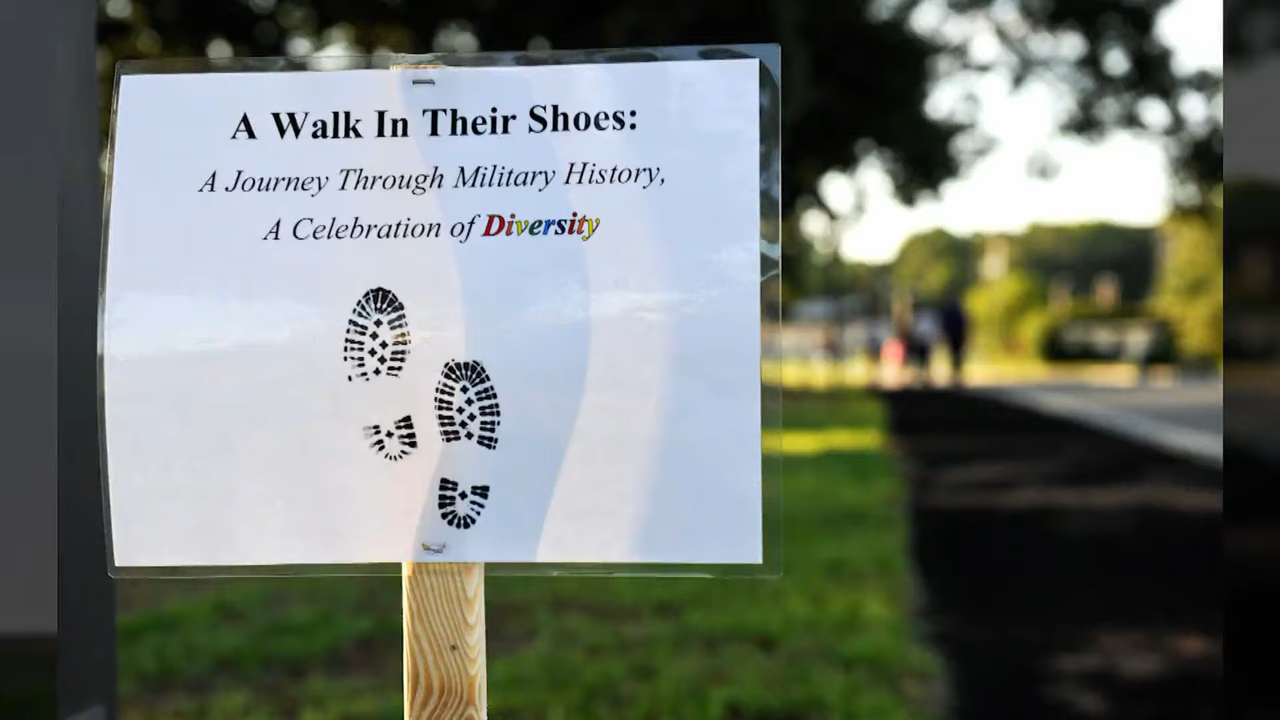 A Walk In Their Shoes:
A Journey Through Military History,
A Celebration of Diversity